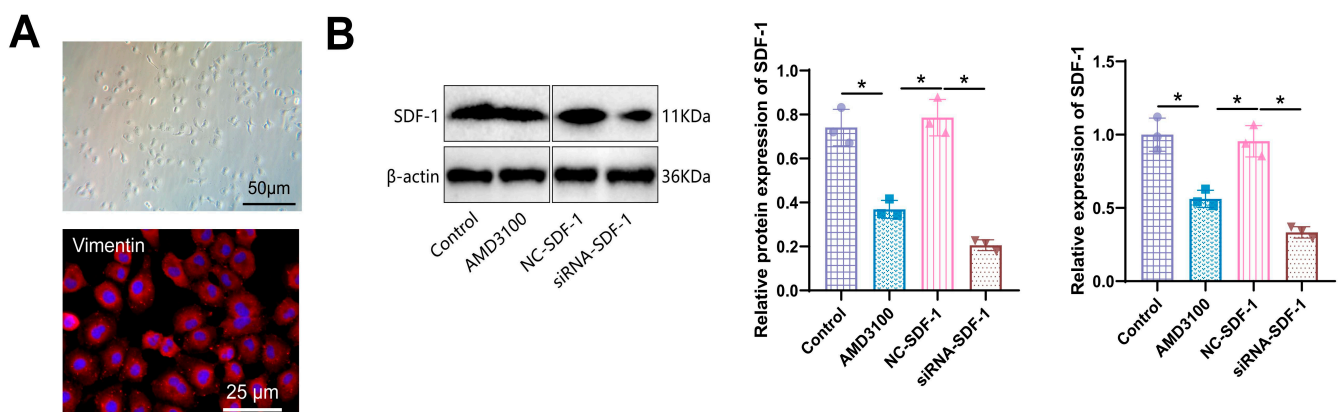 A
50μm
Vimentin
25 μm
B
SDF-1
11KDa
β-actin
36KDa
Control
AMD3100
NC-SDF-1
siRNA-SDF-1
Relative protein expression of SDF-1
1.0
0.8
0.6
0.4
0.2
0.0
*
*
*
Control
AMD3100
NC-SDF-1
siRNA-SDF-1
Relative expression of SDF-1
1.5
1.0
0.5
0.0
*
*
*
Control
AMD3100
NC-SDF-1
siRNA-SDF-1